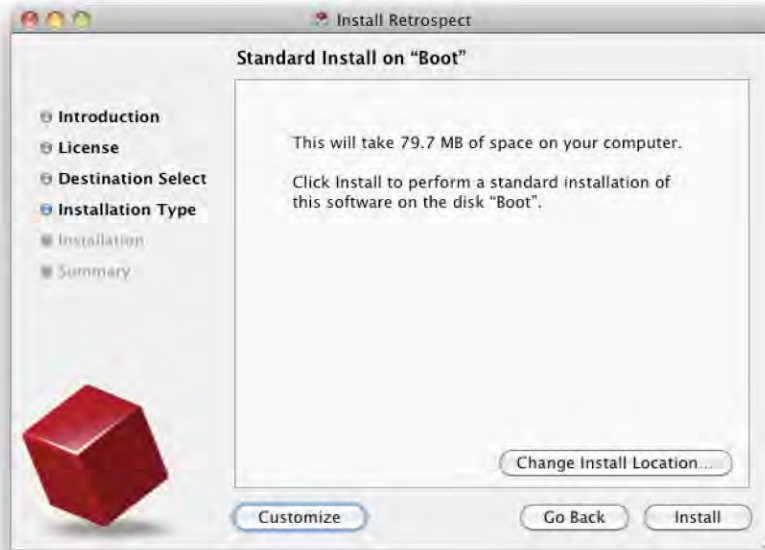 Install Retrospect
Standard Install on “Boot”
Introduction
License
Destination Select
Installation Type
Installation
Summary
This will take 79.7 MB of space on your computer.
Click Install to perform a standard installation of
this software on the disk “Boot”.
Change Install Location...
Customize
Go Back
Install